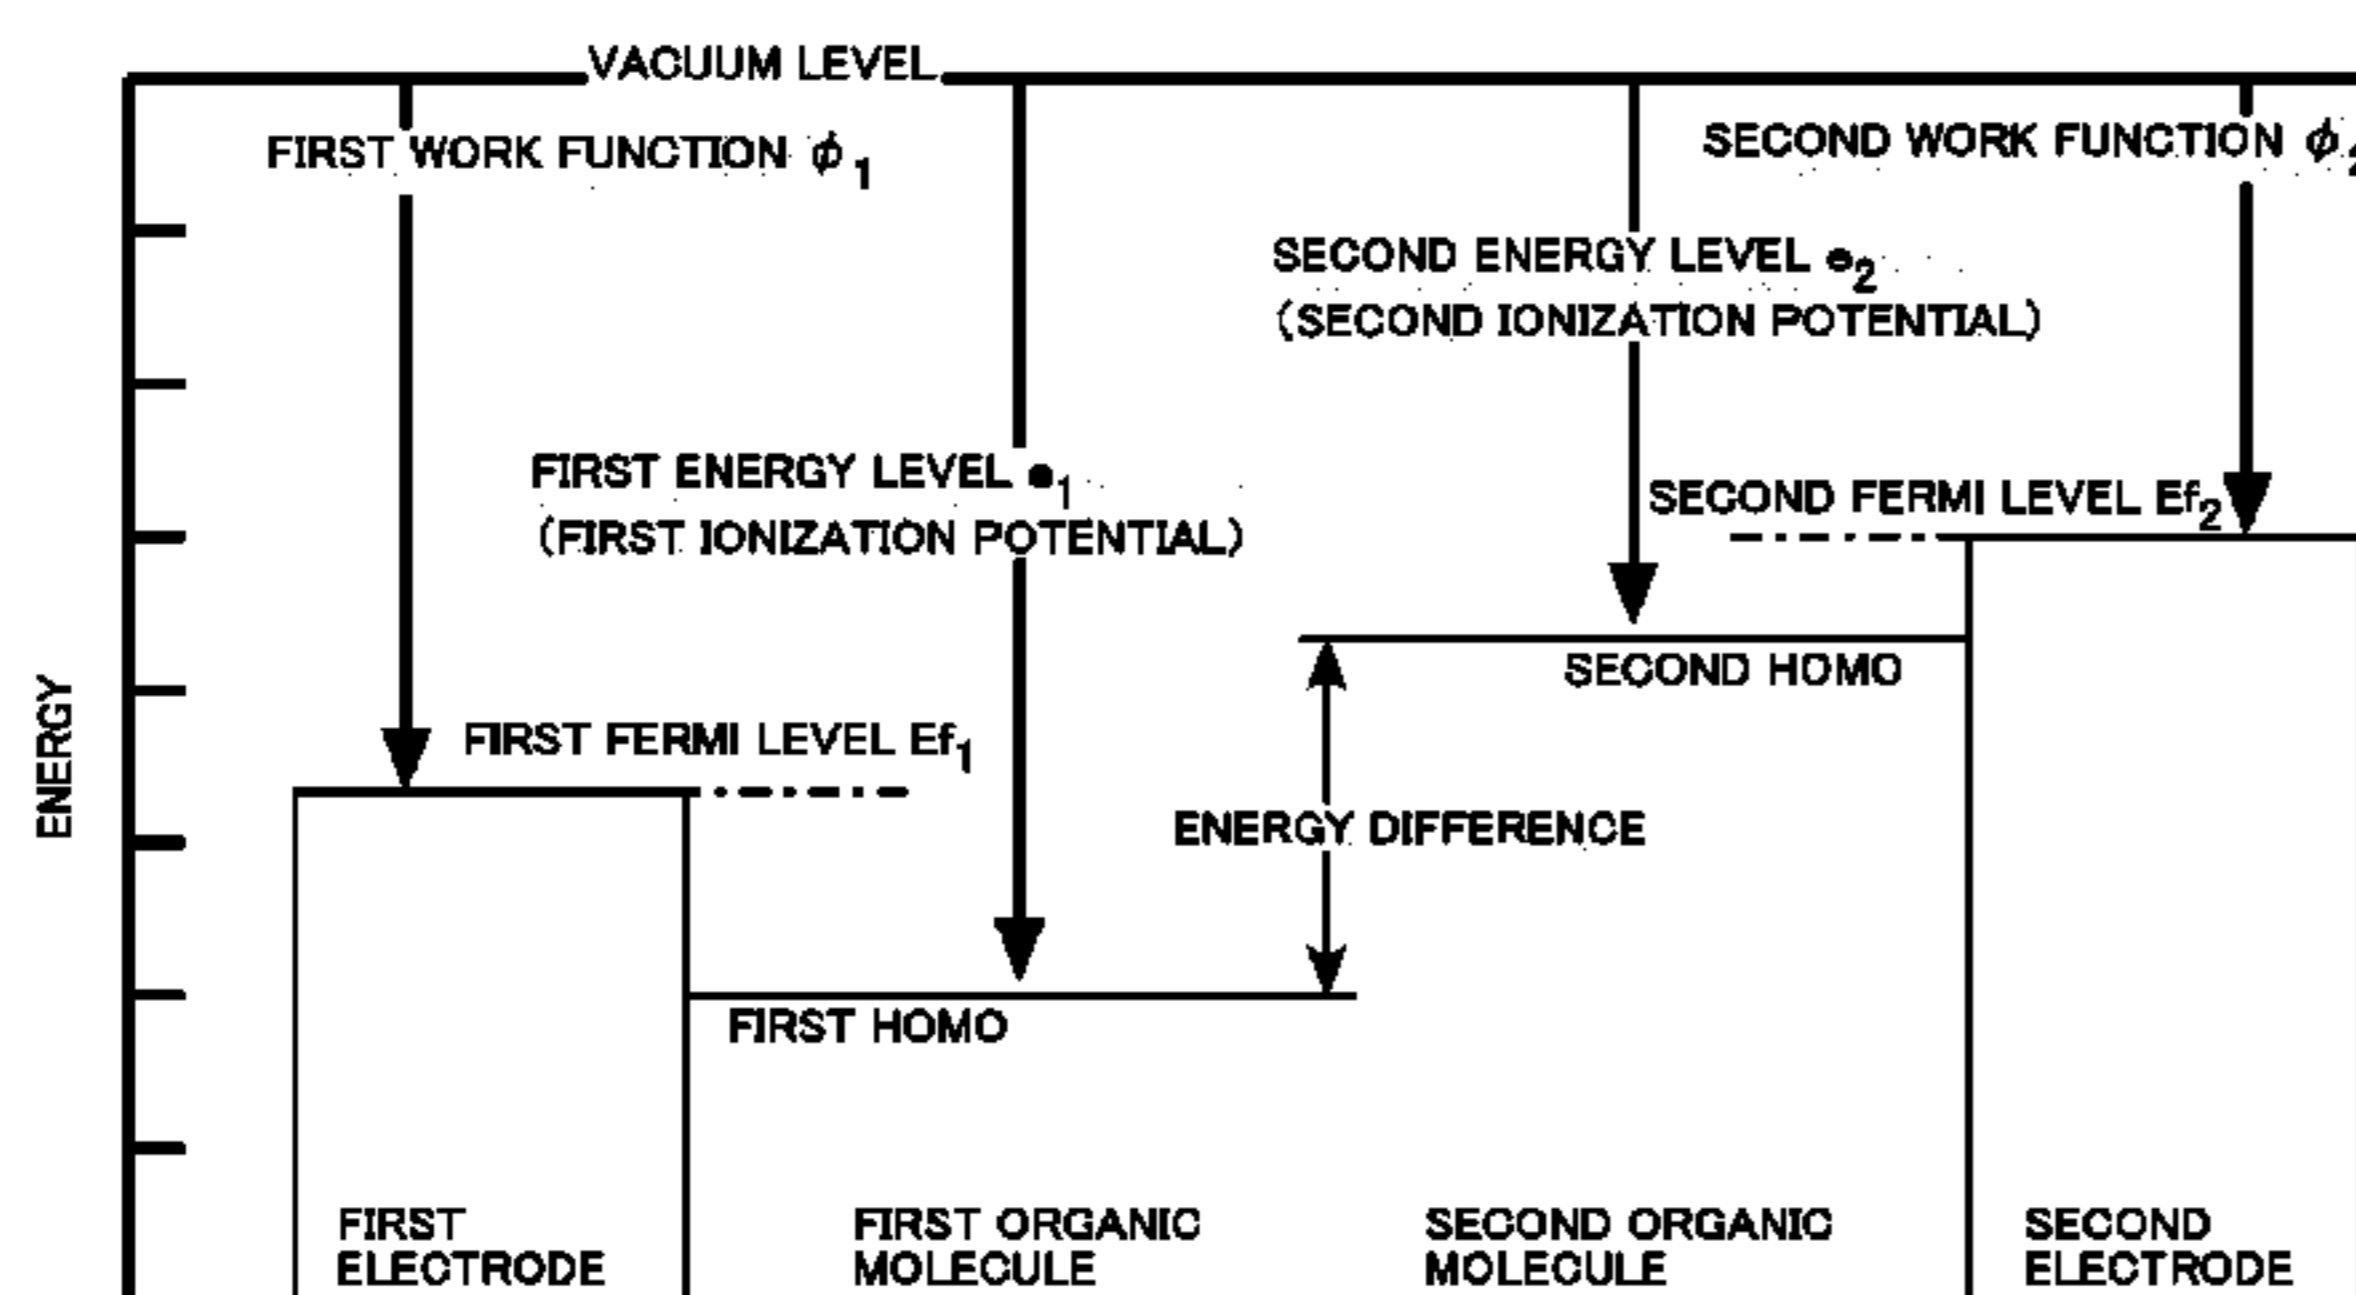 VACUUM LEVEL
FIRST WORK FUNCTION ϕ1
SECOND WORK FUNCTION ϕ2
SECOND ENERGY LEVEL e2
(SECOND IONIZATION POTENTIAL)
FIRST ENERGY LEVEL e1
(FIRST IONIZATION POTENTIAL)
SECOND FERMI LEVEL Ef2
SECOND HOMO
FIRST FERMI LEVEL Ef1
ENERGY
ENERGY DIFFERENCE
FIRST HOMO
FIRST
ELECTRODE
FIRST ORGANIC
MOLECULE
SECOND ORGANIC
MOLECULE
SECOND
ELECTRODE